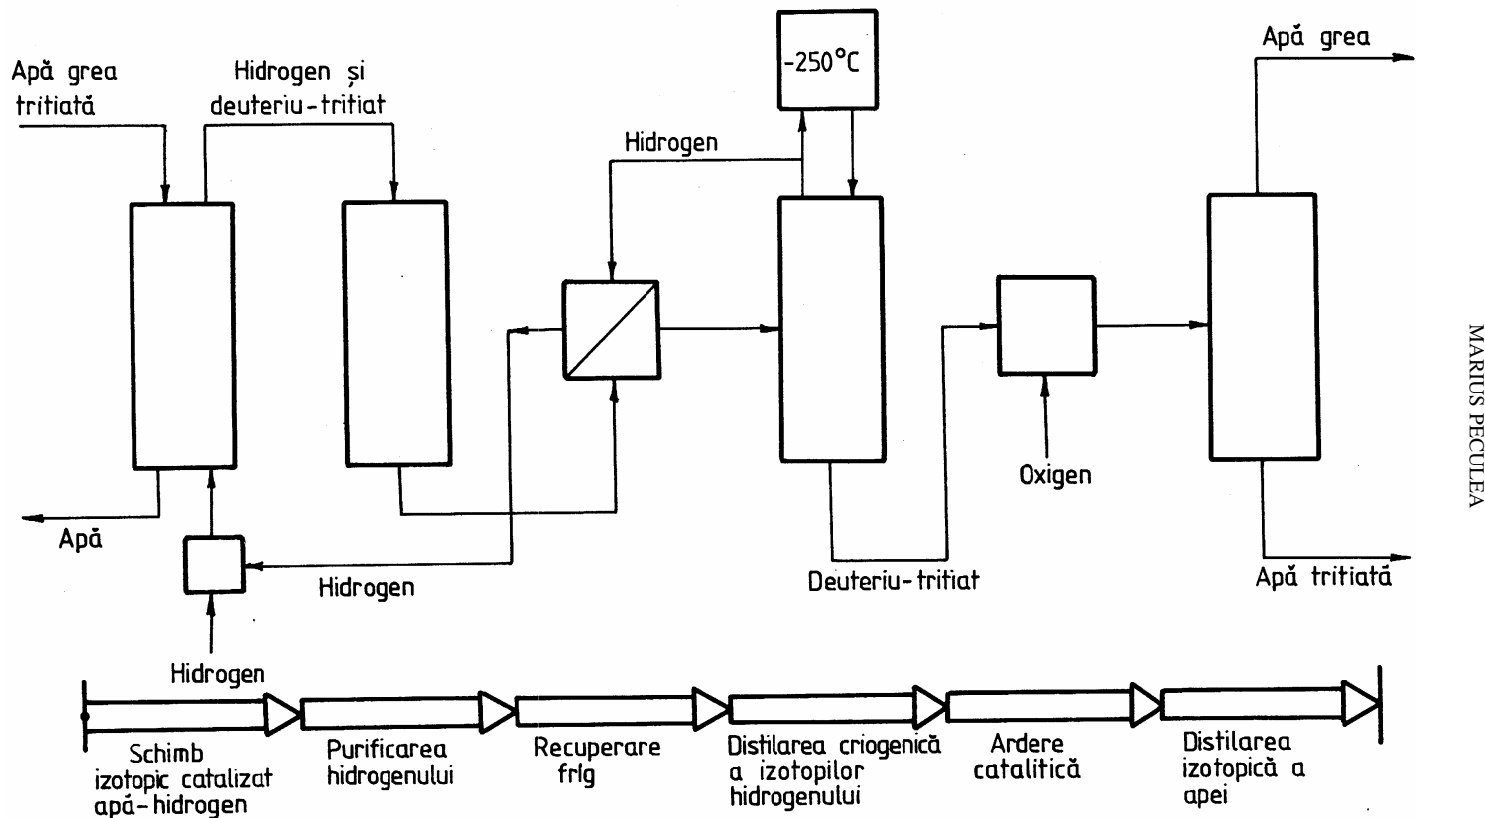 Apă grea
tritiată
Hidrogen și
deuteriu-tritiat
-250°C
Apă grea
Hidrogen
MARIUS PECULEA
Oxigen
Apă
Hidrogen
Deuteriu-tritiat
Apă tritiată
Hidrogen
Schimb
izotopic catalizat
apă-hidrogen
Purificarea
hidrogenului
Recuperare
frig
Distilarea criogenică
a izotopilor
hidrogenului
Ardere
catalitică
Distilarea
izotopică a
apei